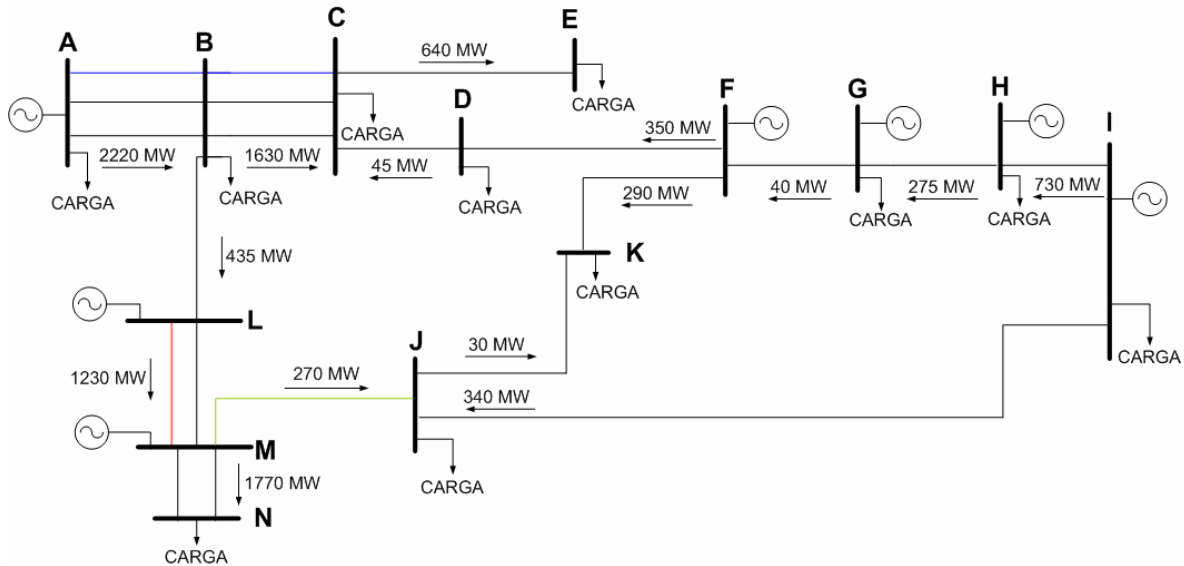 A
B
C
E
640 MW
CARGA
D
CARGA
F
350 MW
G
H
I
2220 MW
CARGA
1630 MW
CARGA
45 MW
CARGA
290 MW
40 MW
CARGA
275 MW
CARGA
730 MW
435 MW
K
CARGA
L
J
30 MW
CARGA
1230 MW
270 MW
340 MW
M
1770 MW
CARGA
N
CARGA